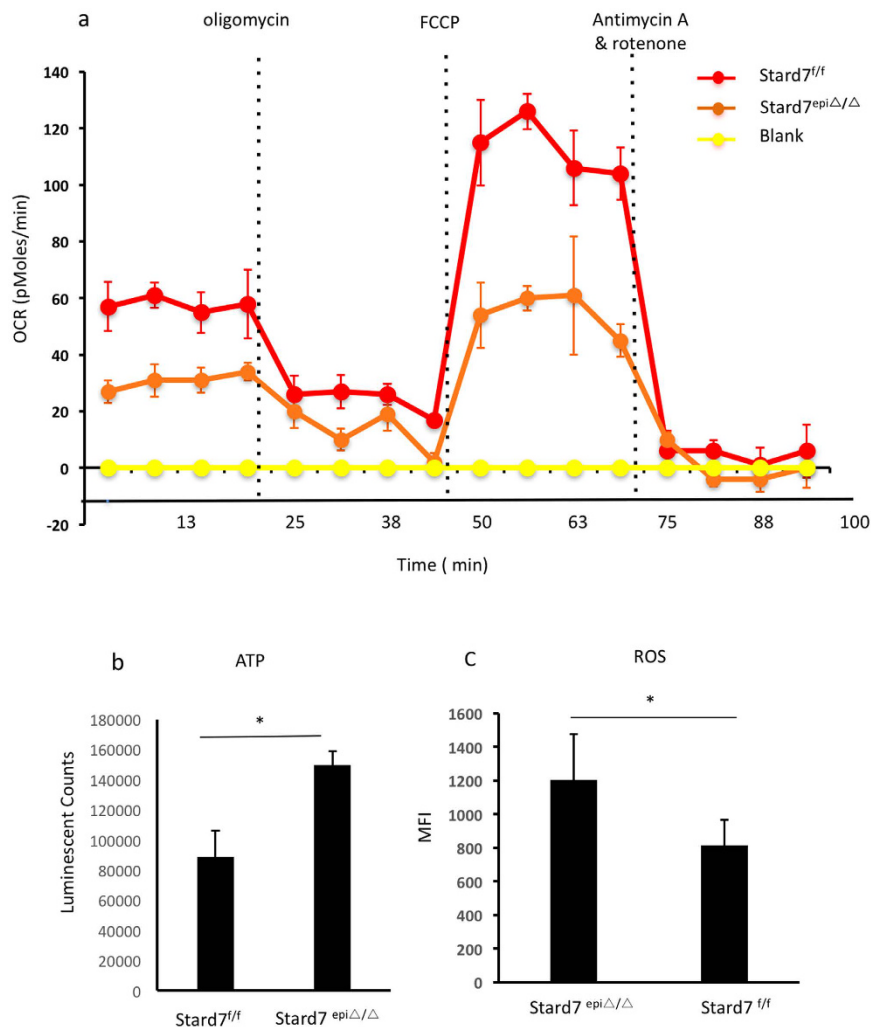 a
oligomycin
FCCP
Antimycin A
& rotenone
Stard7f/f
Stard7epi△/△
Blank
OCR (pMoles/min)
140
120
100
80
60
40
20
0
-20
13 25 38 50 63 75 88 100
Time ( min)
b
ATP
*
Luminescent Counts
180000
160000
140000
120000
100000
80000
60000
40000
20000
0
Stard7f/f Stard7 epi△/△
C
ROS
*
MFI
1600
1400
1200
1000
800
600
400
200
0
Stard7 epi△/△ Stard7 f/f